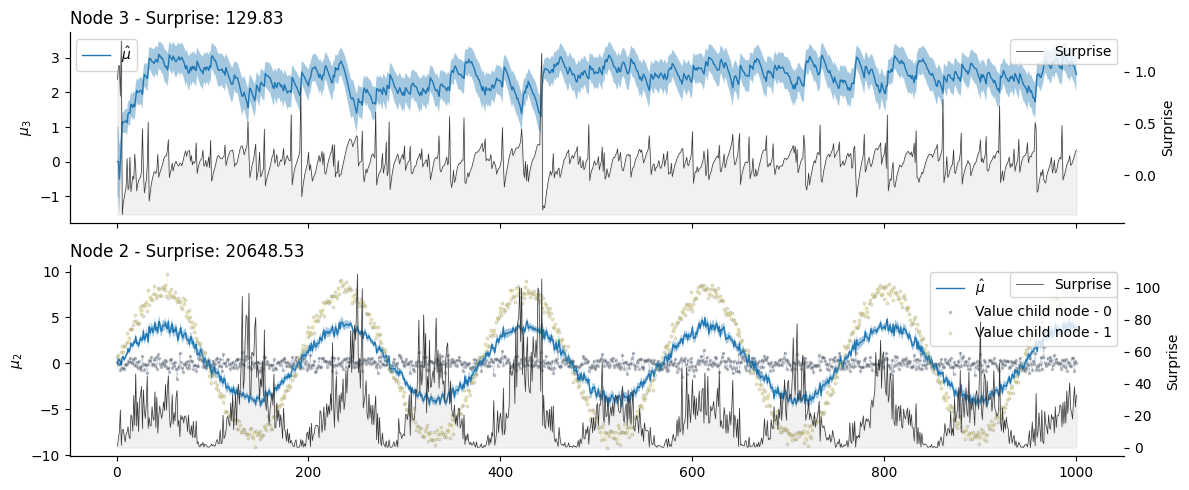 Node 3 - Surprise: 129.83
μ̂
Surprise
3
2
1
0
−1
μ₃
1.0
0.5
0.0
Surprise
Node 2 - Surprise: 20648.53
μ̂
Value child node - 0
Value child node - 1
Surprise
10
5
0
−5
−10
μ₂
100
80
60
40
20
0
Surprise
0
200
400
600
800
1000